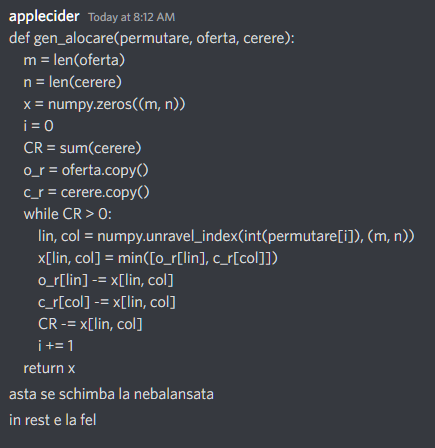 applecider Today at 8:12 AM
def gen_alocare(permutare, oferta, cerere):
m = len(oferta)
n = len(cerere)
x = numpy.zeros((m, n))
i = 0
CR = sum(cerere)
o_r = oferta.copy()
c_r = cerere.copy()
while CR > 0:
lin, col = numpy.unravel_index(int(permutare[i]), (m, n))
x[lin, col] = min([o_r[lin], c_r[col]])
o_r[lin] -= x[lin, col]
c_r[col] -= x[lin, col]
CR -= x[lin, col]
i += 1
return x
asta se schimba la nebalansata
in rest e la fel